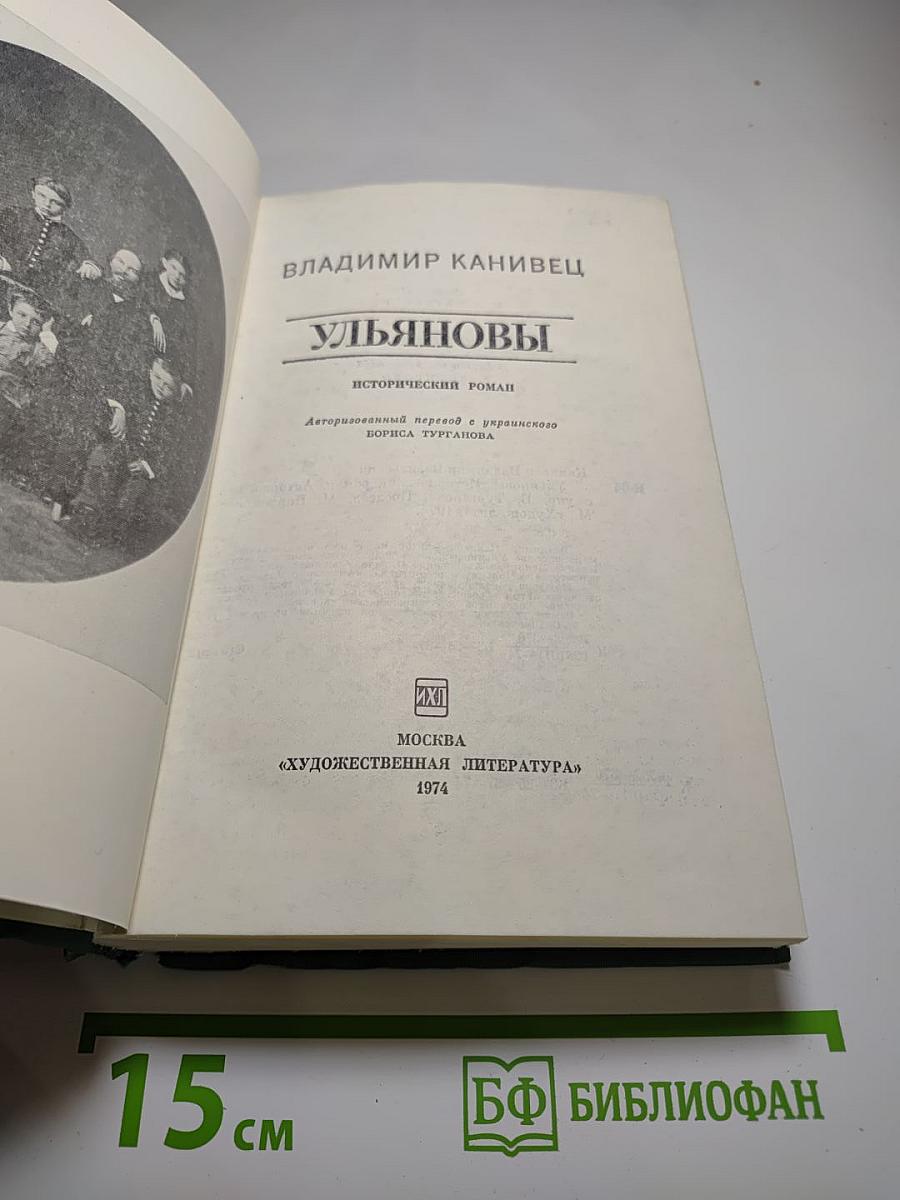 ВЛАДИМИР КАНИВЕЦ
УЛЬЯНОВЫ
ИСТОРИЧЕСКИЙ РОМАН
Авторизованный перевод с украинского
БОРИСА ТУРГАНОВА
ИХЛ
МОСКВА
«ХУДОЖЕСТВЕННАЯ ЛИТЕРАТУРА»
1974
15 см
БФ БИБЛИОФАН